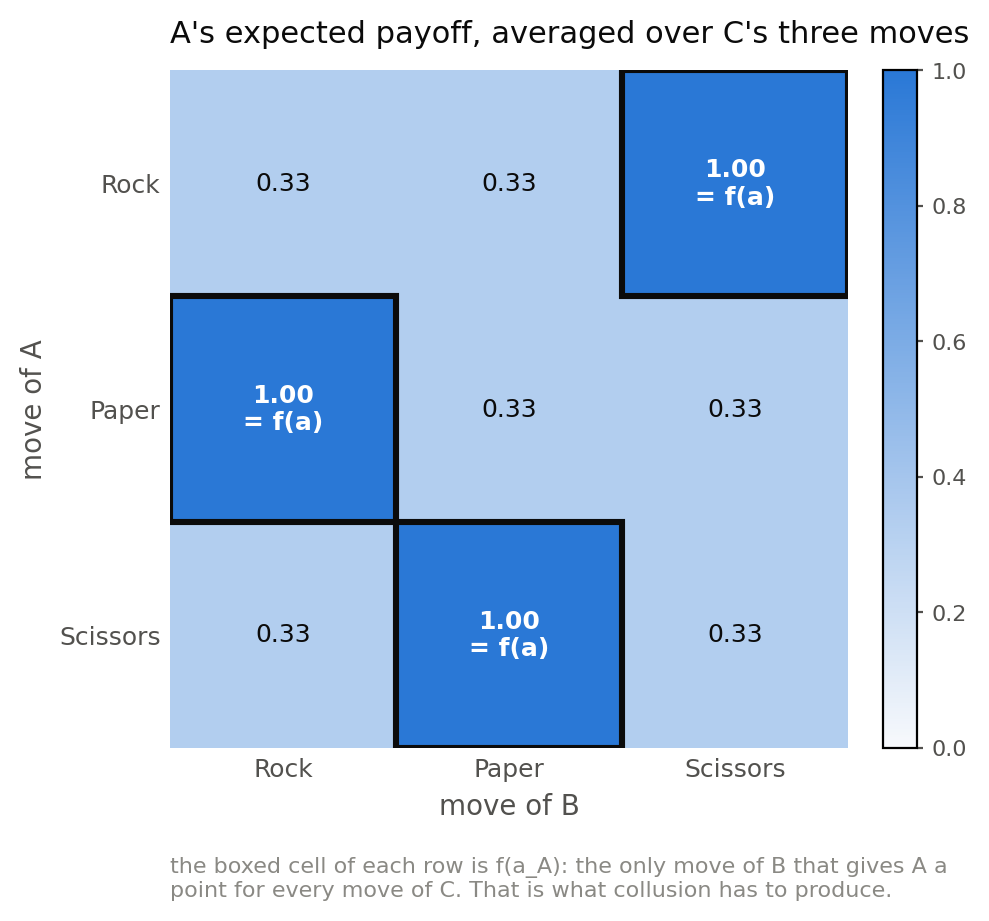 A's expected payoff, averaged over C's three moves
1.0
Rock
0.33
0.33
1.00
= f(a)
0.8
0.6
move of A
Paper
1.00
= f(a)
0.33
0.33
0.4
0.2
Scissors
0.33
1.00
= f(a)
0.33
0.0
Rock
Paper
Scissors
move of B
the boxed cell of each row is f(a_A): the only move of B that gives A a
point for every move of C. That is what collusion has to produce.